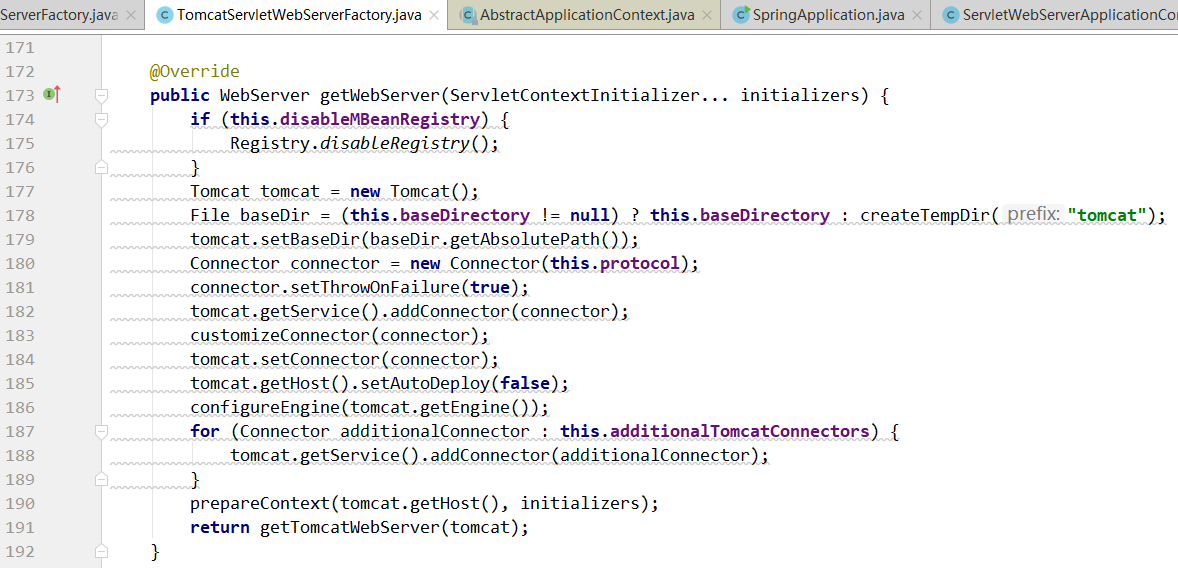 ServerFactory.java × TomcatServletWebServerFactory.java × AbstractApplicationContext.java × SpringApplication.java × ServletWebServerApplicationCo
171
172 @Override
173 public WebServer getWebServer(ServletContextInitializer... initializers) {
174 if (this.disableMBeanRegistry) {
175 Registry.disableRegistry();
176 }
177 Tomcat tomcat = new Tomcat();
178 File baseDir = (this.baseDirectory != null) ? this.baseDirectory : createTempDir( prefix: "tomcat");
179 tomcat.setBaseDir(baseDir.getAbsolutePath());
180 Connector connector = new Connector(this.protocol);
181 connector.setThrowOnFailure(true);
182 tomcat.getService().addConnector(connector);
183 customizeConnector(connector);
184 tomcat.setConnector(connector);
185 tomcat.getHost().setAutoDeploy(false);
186 configureEngine(tomcat.getEngine());
187 for (Connector additionalConnector : this.additionalTomcatConnectors) {
188 tomcat.getService().addConnector(additionalConnector);
189 }
190 prepareContext(tomcat.getHost(), initializers);
191 return getTomcatWebServer(tomcat);
192 }